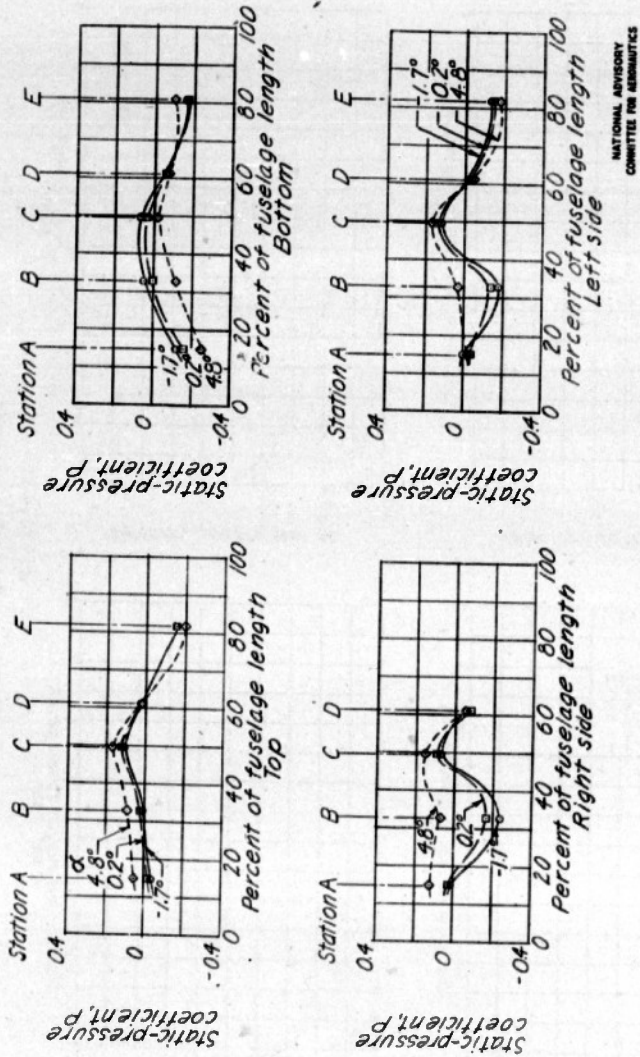 Static-pressure
coefficient, P
Station A B C D E
0.4
0
-0.4
α
4.8°
0.2°
-1.7°
0 20 40 60 80 100
Percent of fuselage length
Top
Static-pressure
coefficient, P
Station A B C D E
0.4
0
-0.4
-1.7°
0.2°
4.8°
0 20 40 60 80 100
Percent of fuselage length
Bottom
Static-pressure
coefficient, P
Station A B C D
0.4
0
-0.4
4.8°
0.2°
-1.7
0 20 40 60 80 100
Percent of fuselage length
Right side
Static-pressure
coefficient, P
Station A B C D E
0.4
0
-0.4
-1.7°
0.2°
4.8°
0 20 40 60 80 100
Percent of fuselage length
Left side
NATIONAL ADVISORY
COMMITTEE FOR AERONAUTICS